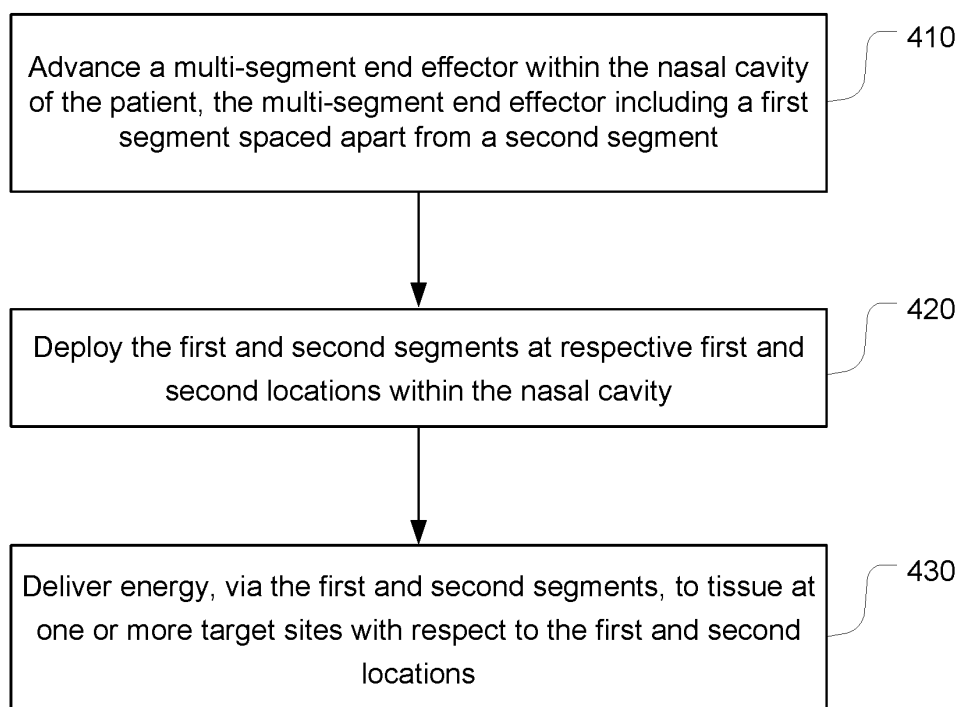 410
Advance a multi-segment end effector within the nasal cavity
of the patient, the multi-segment end effector including a first
segment spaced apart from a second segment
420
Deploy the first and second segments at respective first and
second locations within the nasal cavity
430
Deliver energy, via the first and second segments, to tissue at
one or more target sites with respect to the first and second
locations